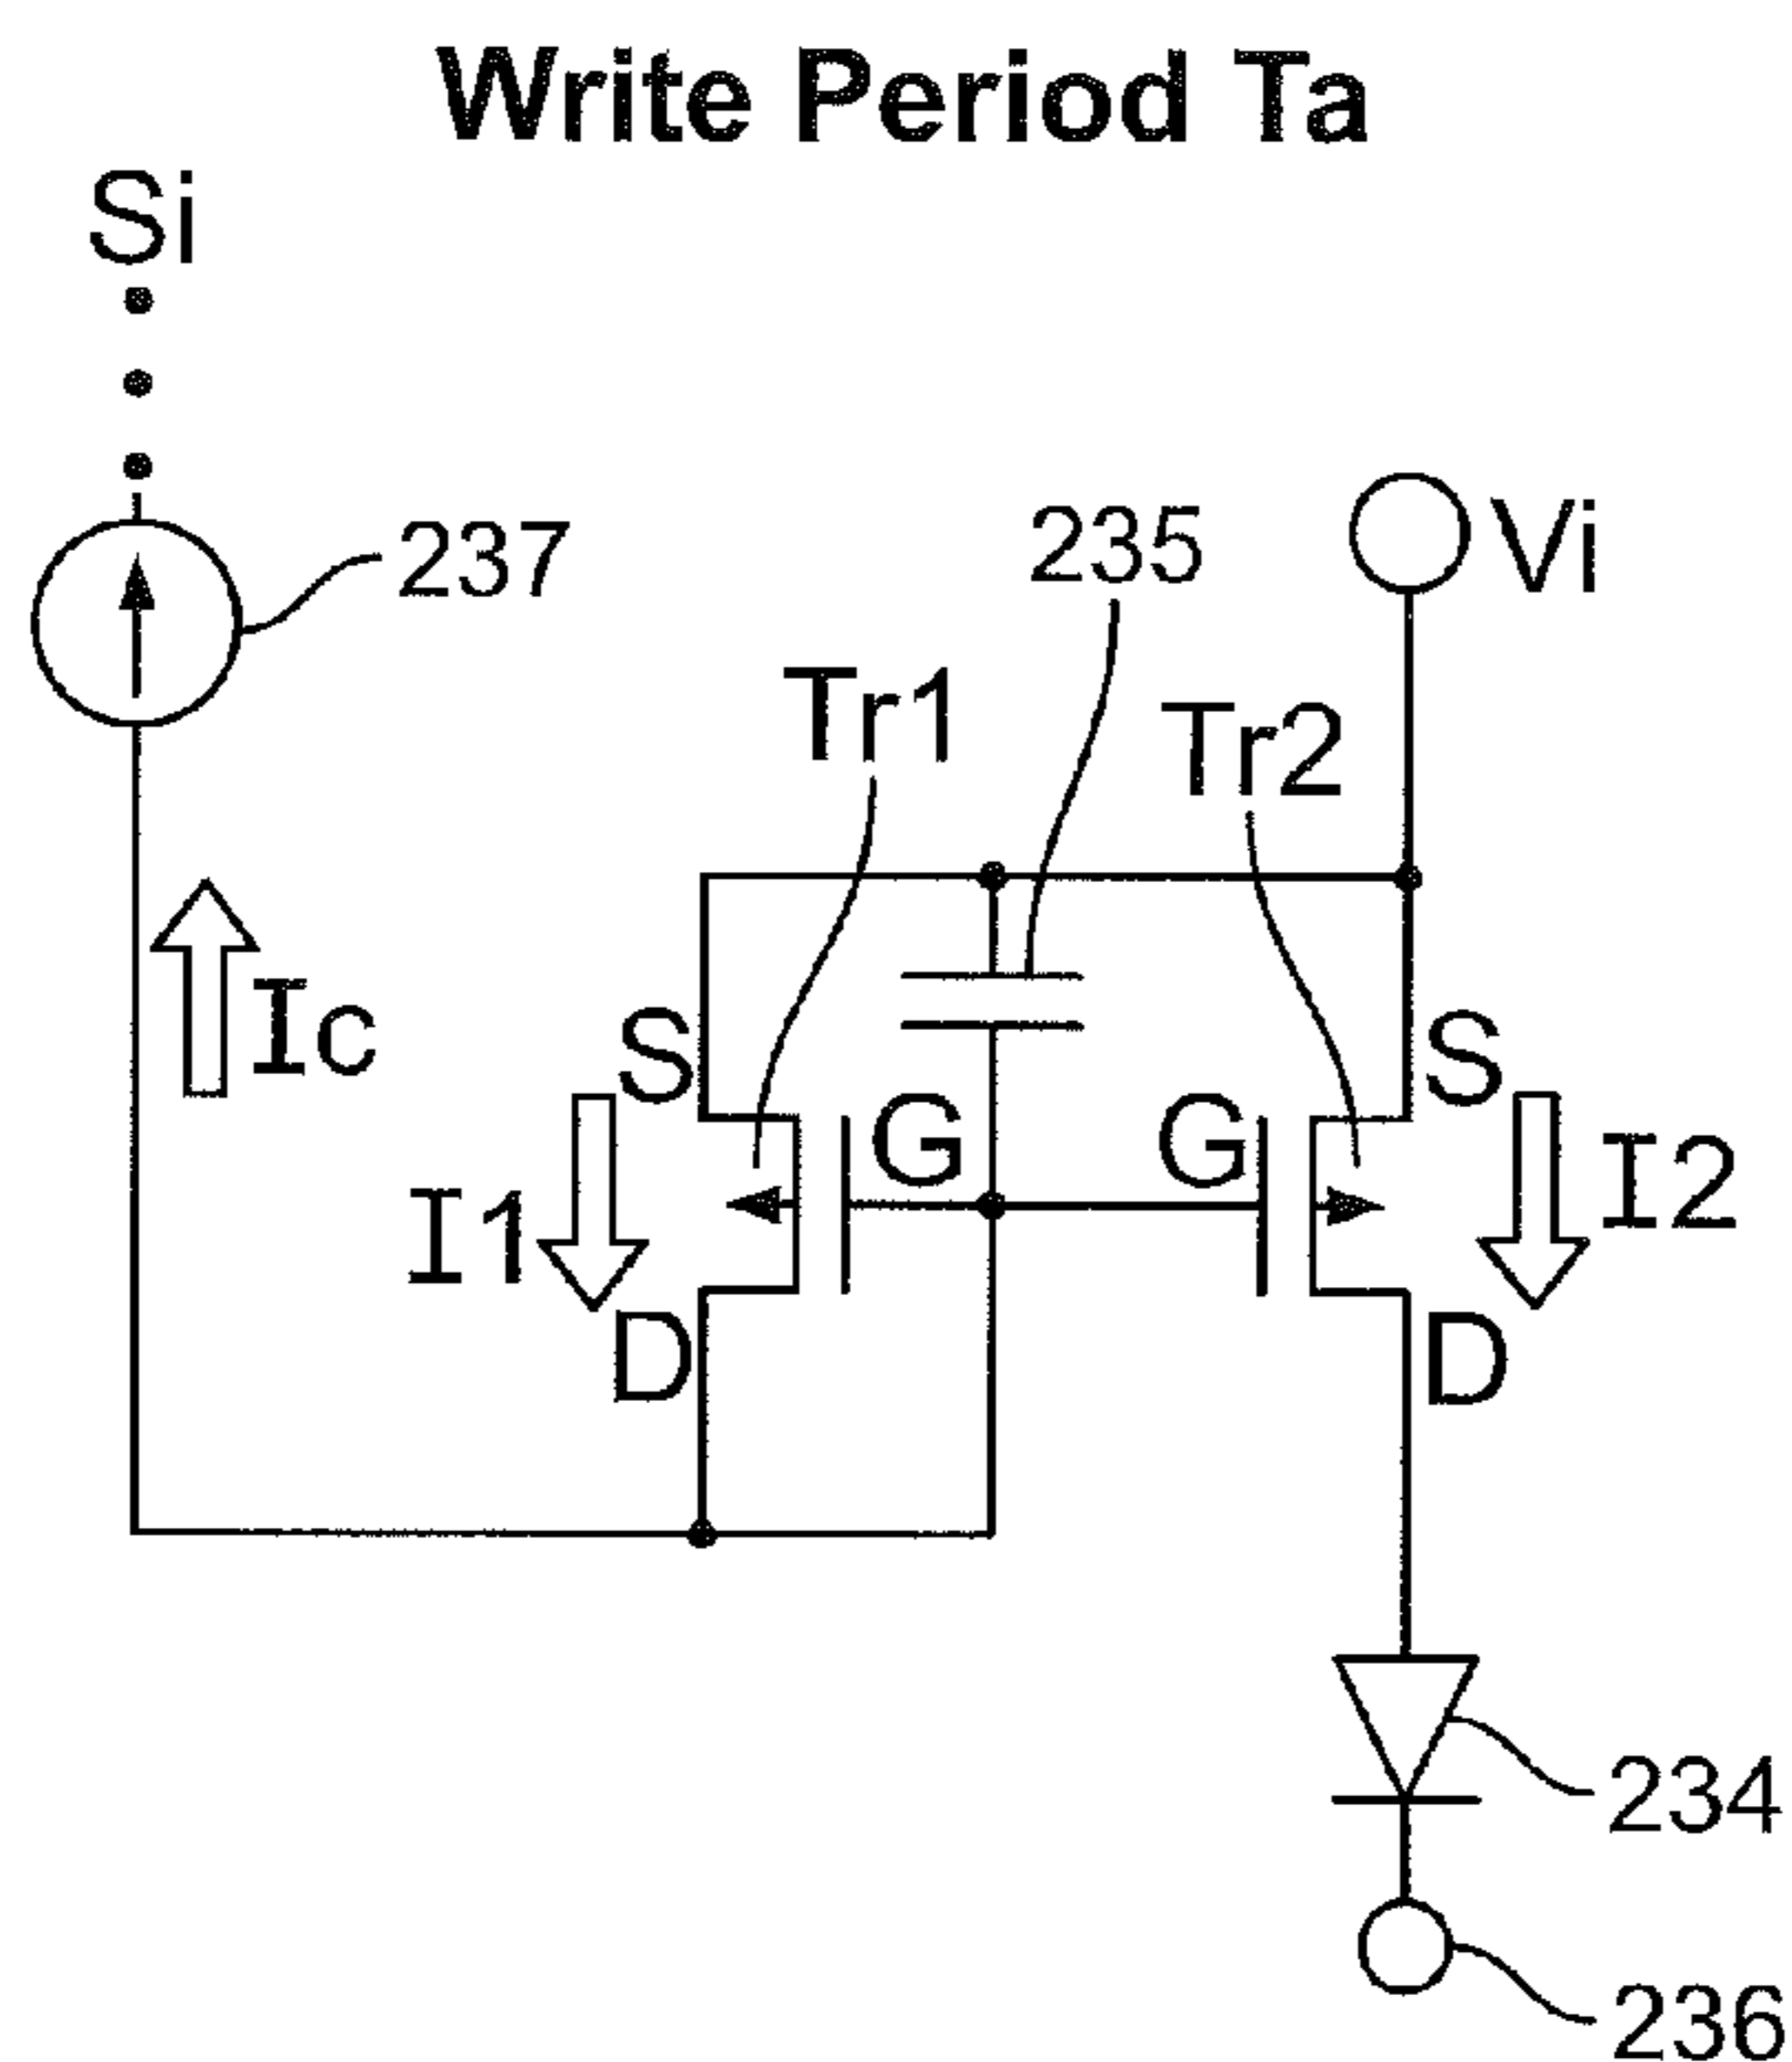 Write Period Ta
Si
237
235
Vi
Tr1
Tr2
Ic
S
S
G
G
I1
I2
D
D
234
236